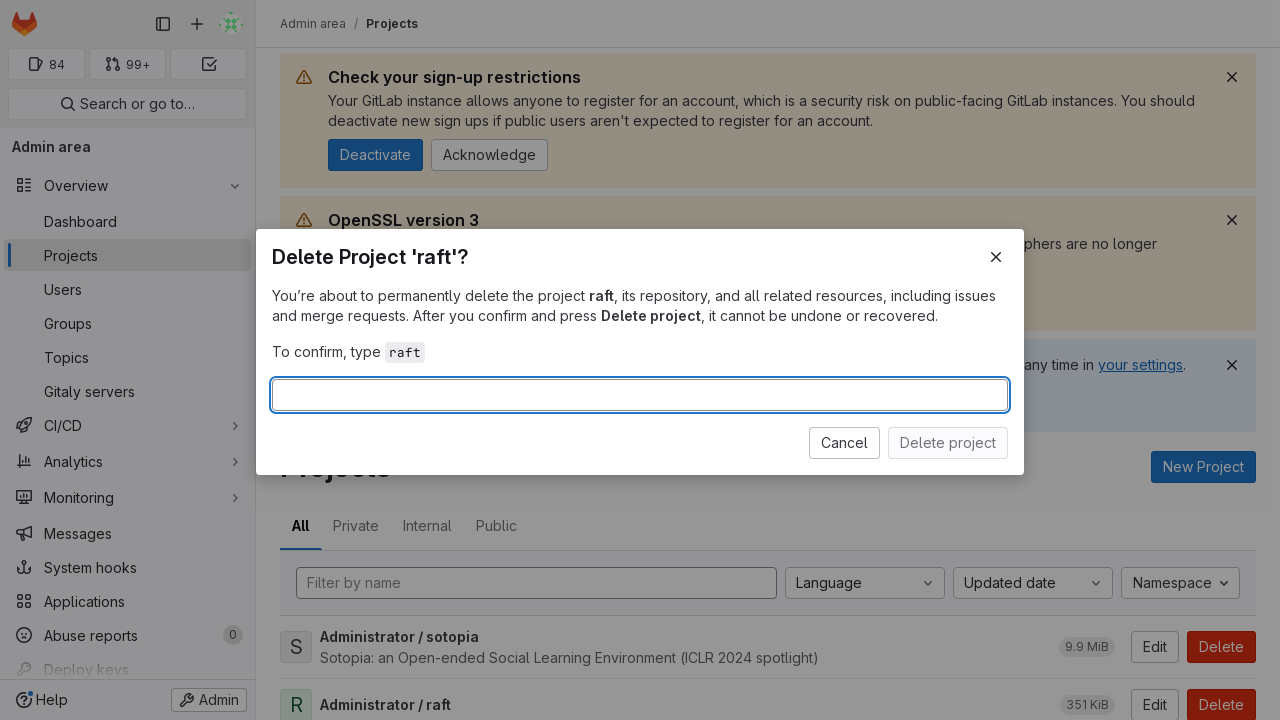 84
99+
Search or go to…
Admin area
Overview
Dashboard
Projects
Users
Groups
Topics
Gitaly servers
CI/CD
Analytics
Monitoring
Messages
System hooks
Applications
Abuse reports 0
Deploy keys
Help
Admin
Admin area / Projects
Check your sign-up restrictions
Your GitLab instance allows anyone to register for an account, which is a security risk on public-facing GitLab instances. You should
deactivate new sign ups if public users aren't expected to register for an account.
Deactivate Acknowledge
OpenSSL version 3
phers are no longer
any time in your settings.
Delete Project 'raft'?
You’re about to permanently delete the project raft, its repository, and all related resources, including issues
and merge requests. After you confirm and press Delete project, it cannot be undone or recovered.
To confirm, type raft
Cancel Delete project
Projects
New Project
All Private Internal Public
Filter by name Language Updated date Namespace
S Administrator / sotopia 9.9 MiB Edit Delete
Sotopia: an Open-ended Social Learning Environment (ICLR 2024 spotlight)
R Administrator / raft 351 KiB Edit Delete